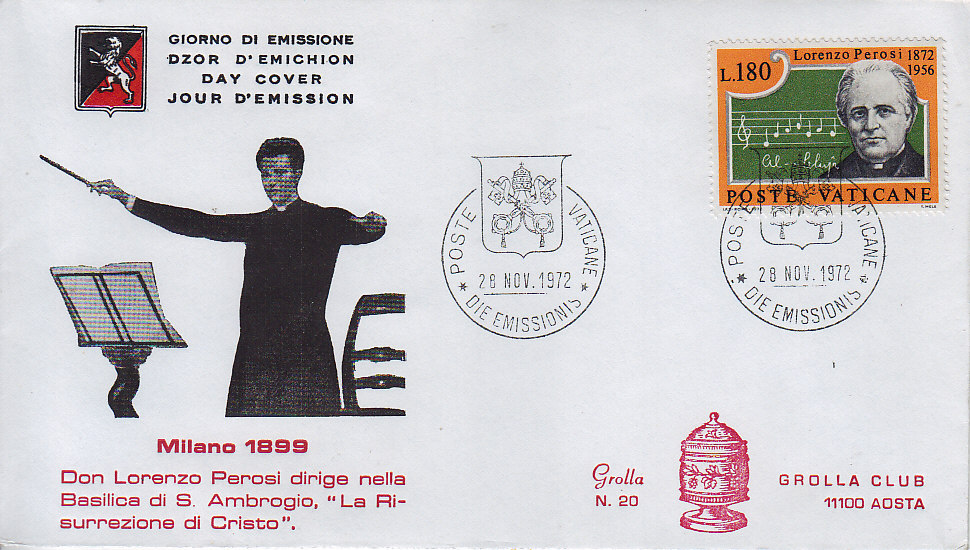 GIORNO DI EMISSIONE
DZOR D'EMICHION
DAY COVER
JOUR D'EMISSION
L.180
Lorenzo Perosi 1872
1956
Al-leluja
POSTE VATICANE
POSTE VATICANE
28 NOV. 1972
DIE EMISSIONIS
POSTE VATICANE
28 NOV. 1972
DIE EMISSIONIS
Milano 1899
Don Lorenzo Perosi dirige nella
Basilica di S. Ambrogio, "La Ri-
surrezione di Cristo".
Grolla
N. 20
GROLLA CLUB
11100 AOSTA